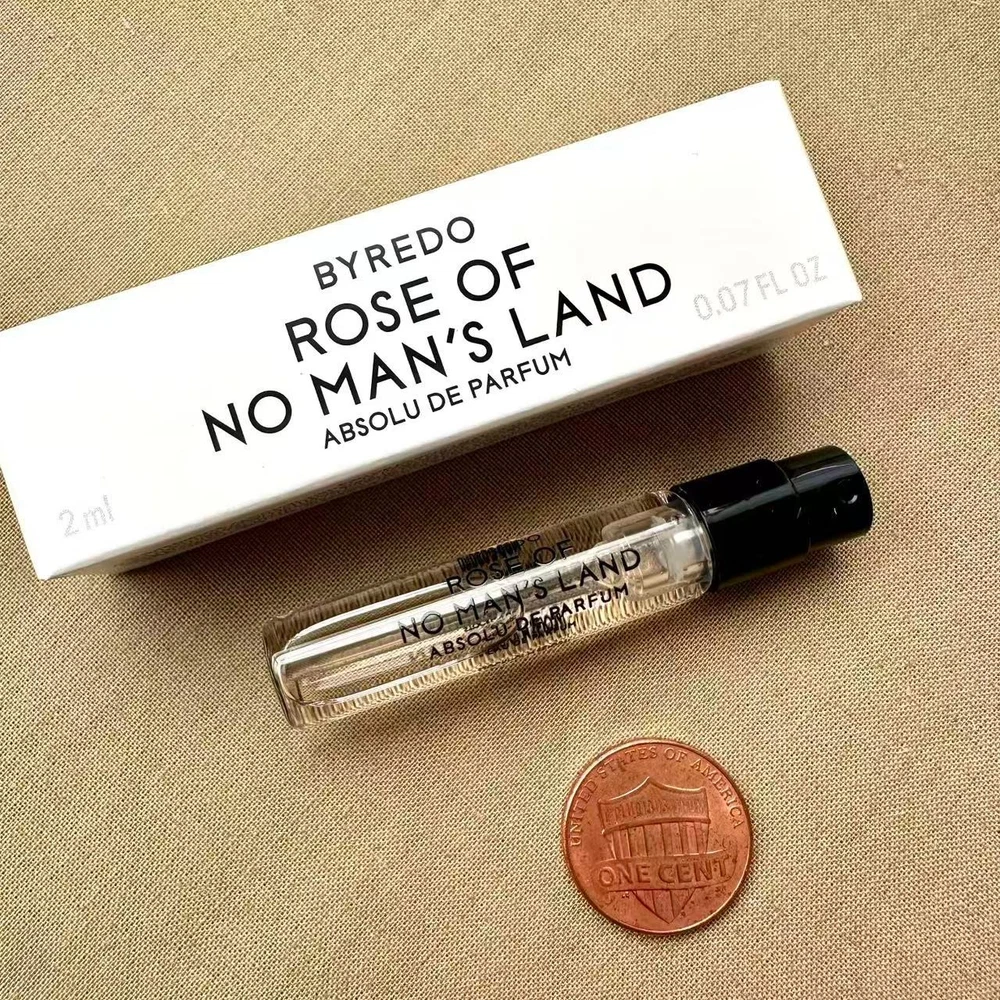 BYREDO
ROSE OF
NO MAN'S LAND
ABSOLU DE PARFUM
0.07 FL OZ
2 ml
ROSE OF
NO MAN'S LAND
ABSOLU DE PARFUM
UNITED STATES OF AMERICA
ONE CENT